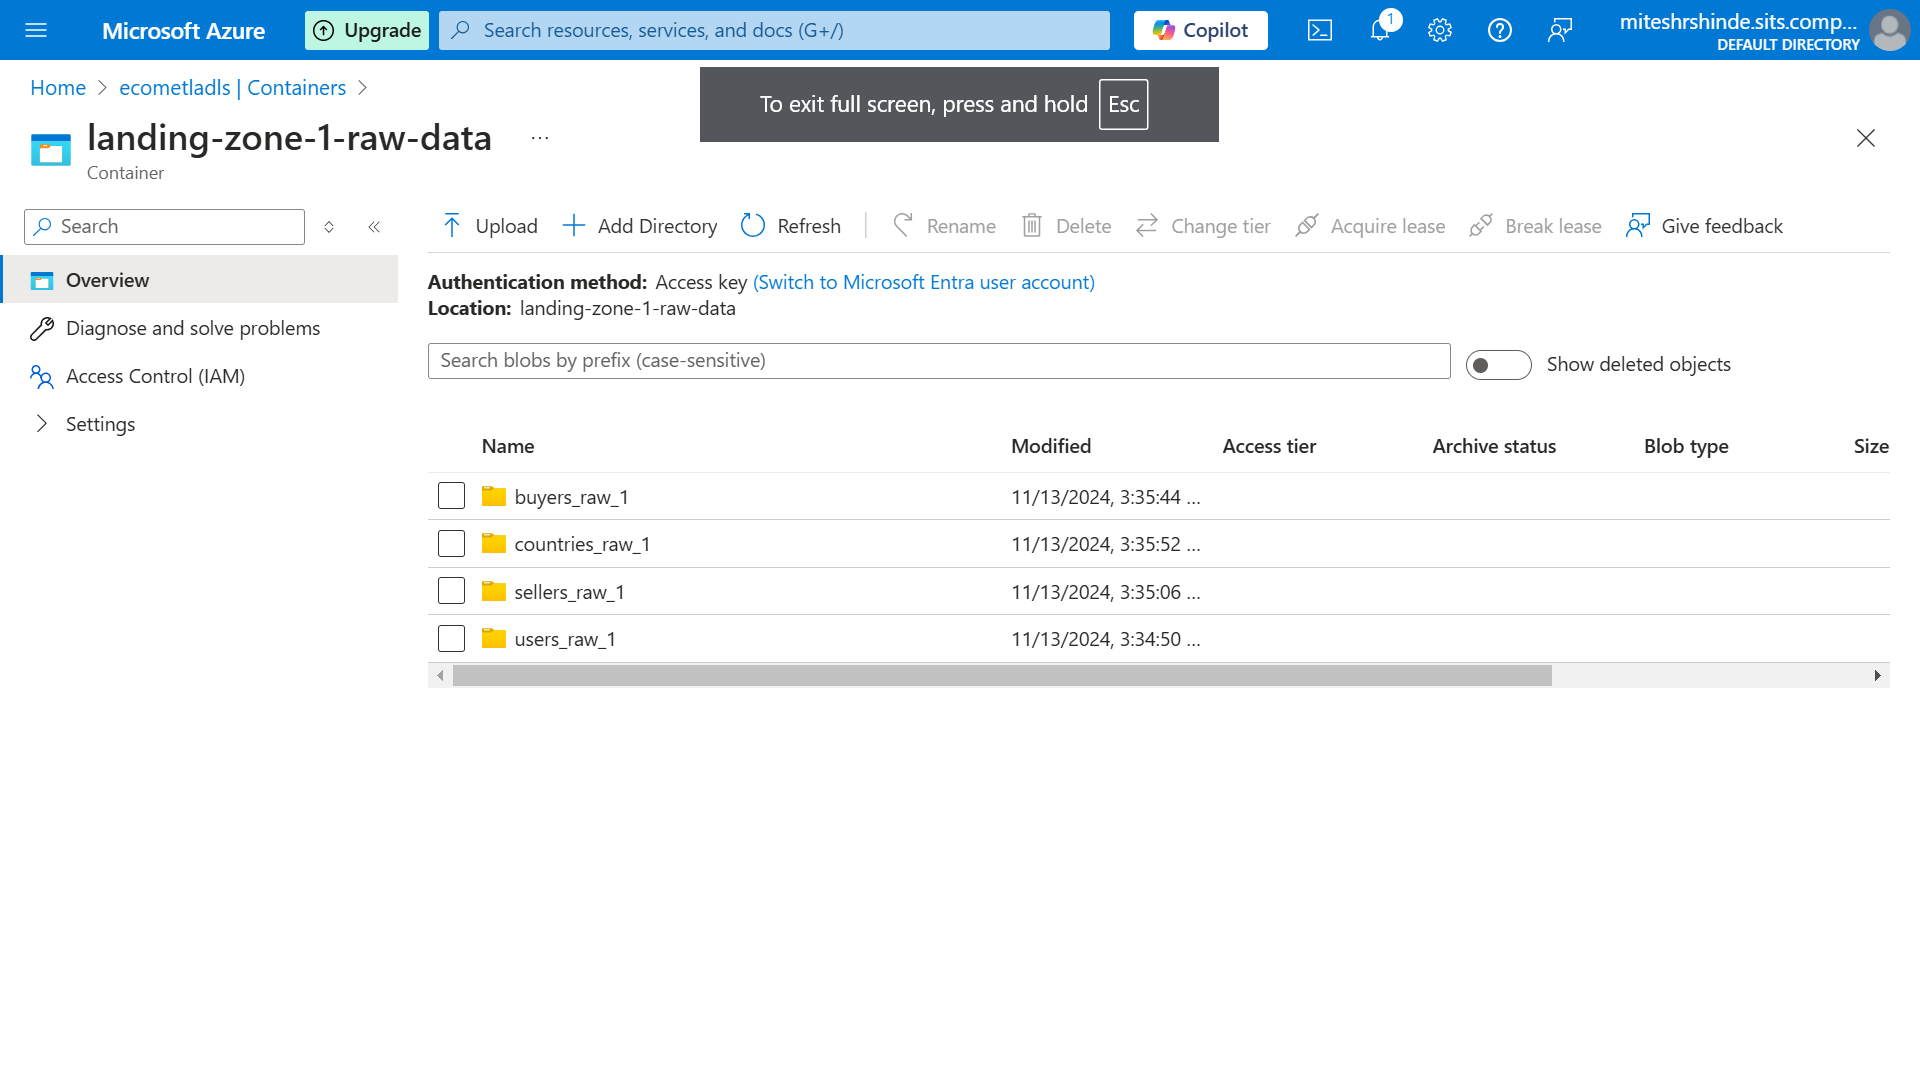 Microsoft Azure
Upgrade
Search resources, services, and docs (G+/)
Copilot
1
miteshrshinde.sits.comp...
DEFAULT DIRECTORY
Home
ecometladls | Containers
To exit full screen, press and hold Esc
landing-zone-1-raw-data
...
Container
Search
Upload
Add Directory
Refresh
Rename
Delete
Change tier
Acquire lease
Break lease
Give feedback
Overview
Diagnose and solve problems
Access Control (IAM)
Settings
Authentication method: Access key (Switch to Microsoft Entra user account)
Location: landing-zone-1-raw-data
Search blobs by prefix (case-sensitive)
Show deleted objects
Name Modified Access tier Archive status Blob type Size
buyers_raw_1 11/13/2024, 3:35:44 ...
countries_raw_1 11/13/2024, 3:35:52 ...
sellers_raw_1 11/13/2024, 3:35:06 ...
users_raw_1 11/13/2024, 3:34:50 ...